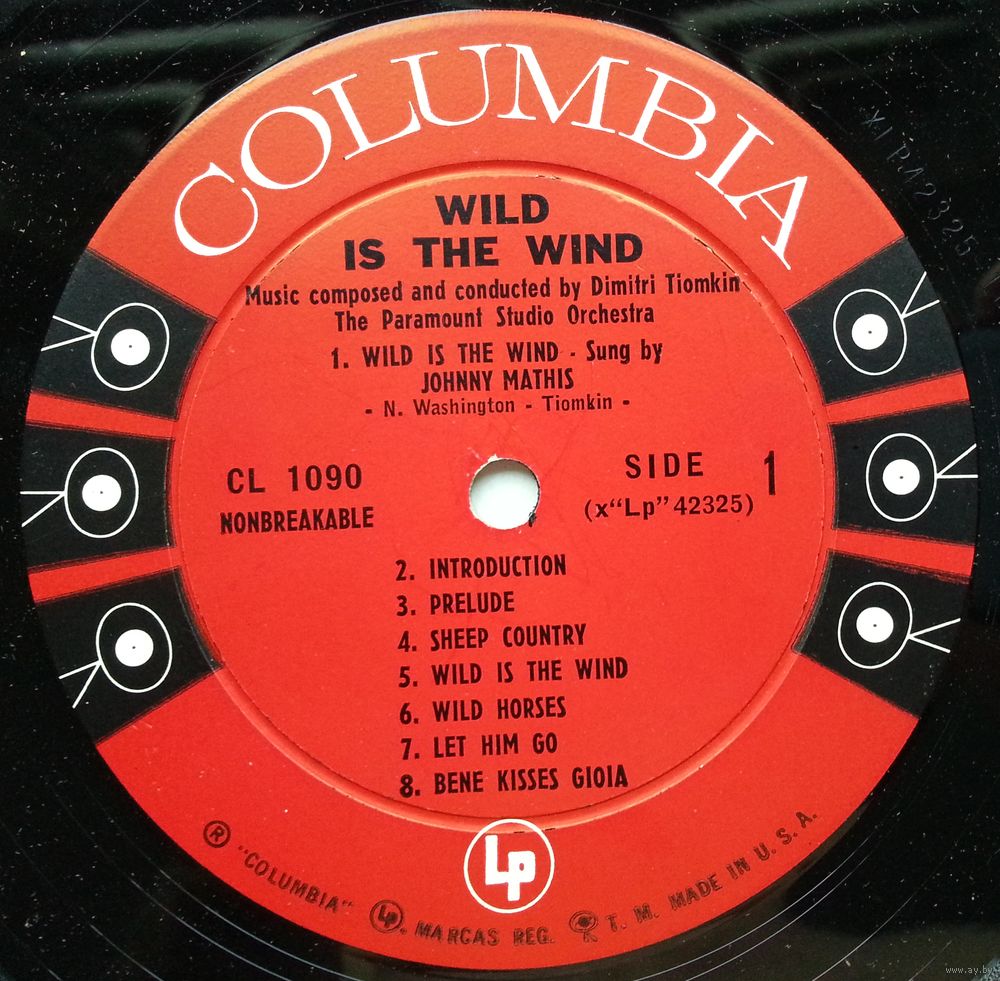 COLUMBIA
WILD
IS THE WIND
Music composed and conducted by Dimitri Tiomkin
The Paramount Studio Orchestra
1. WILD IS THE WIND - Sung by
JOHNNY MATHIS
- N. Washington - Tiomkin -
CL 1090
NONBREAKABLE
SIDE 1
(x“Lp” 42325)
2. INTRODUCTION
3. PRELUDE
4. SHEEP COUNTRY
5. WILD IS THE WIND
6. WILD HORSES
7. LET HIM GO
8. BENE KISSES GIOIA
Lp
® "COLUMBIA" Lp. MARCAS REG. T. M. MADE IN U. S. A.
www.ay.by